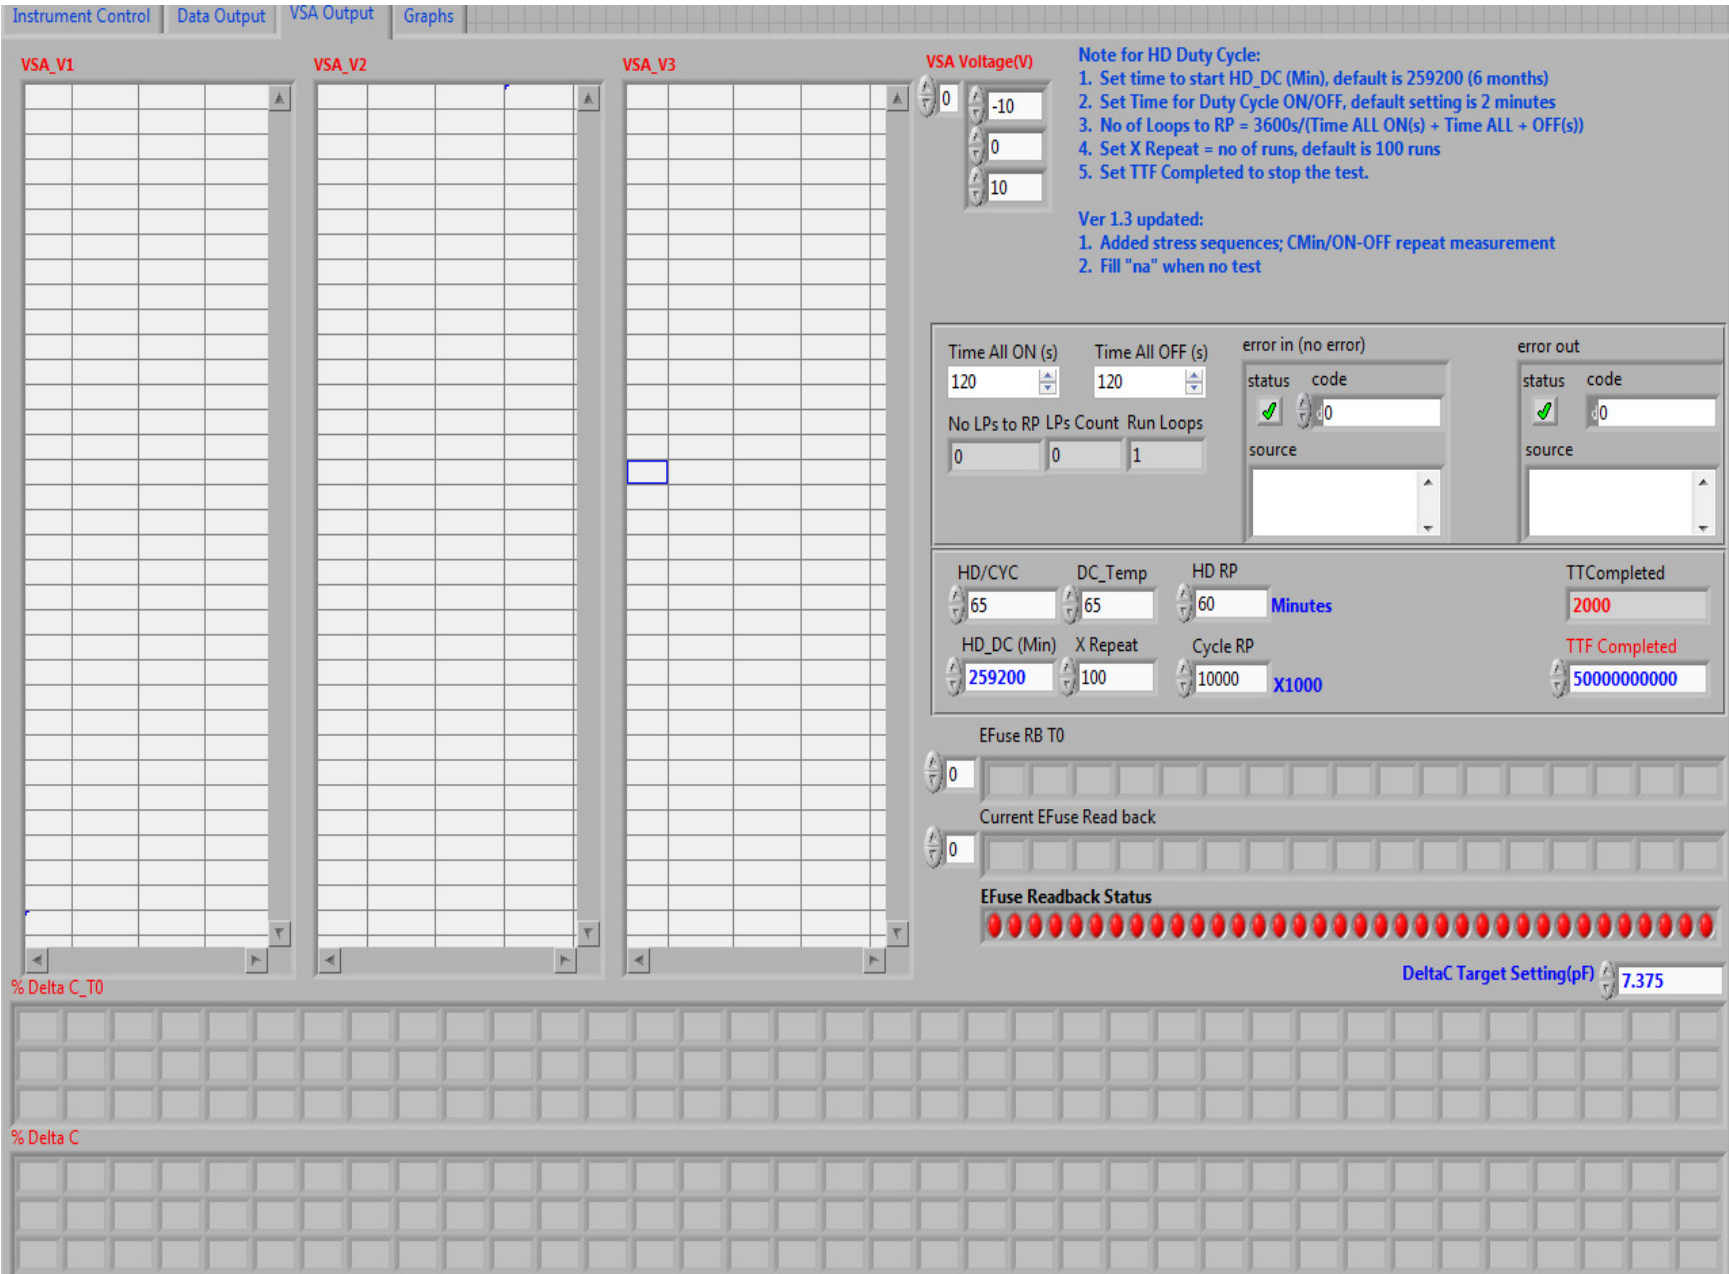 Instrument Control
Data Output
VSA Output
Graphs
VSA_V1
VSA_V2
VSA_V3
VSA Voltage(V)
0
-10
0
10
Note for HD Duty Cycle:
1. Set time to start HD_DC (Min), default is 259200 (6 months)
2. Set Time for Duty Cycle ON/OFF, default setting is 2 minutes
3. No of Loops to RP = 3600s/(Time ALL ON(s) + Time ALL + OFF(s))
4. Set X Repeat = no of runs, default is 100 runs
5. Set TTF Completed to stop the test.
Ver 1.3 updated:
1. Added stress sequences; CMin/ON-OFF repeat measurement
2. Fill "na" when no test
Time All ON (s)
Time All OFF (s)
120
120
No LPs to RP
LPs Count
Run Loops
0
0
1
error in (no error)
status
code
d0
source
error out
status
code
d0
source
HD/CYC
DC_Temp
HD RP
65
65
60
Minutes
HD_DC (Min)
X Repeat
Cycle RP
259200
100
10000
X1000
TTCompleted
2000
TTF Completed
50000000000
EFuse RB T0
0
Current EFuse Read back
0
EFuse Readback Status
DeltaC Target Setting(pF)
7.375
% Delta C_T0
% Delta C